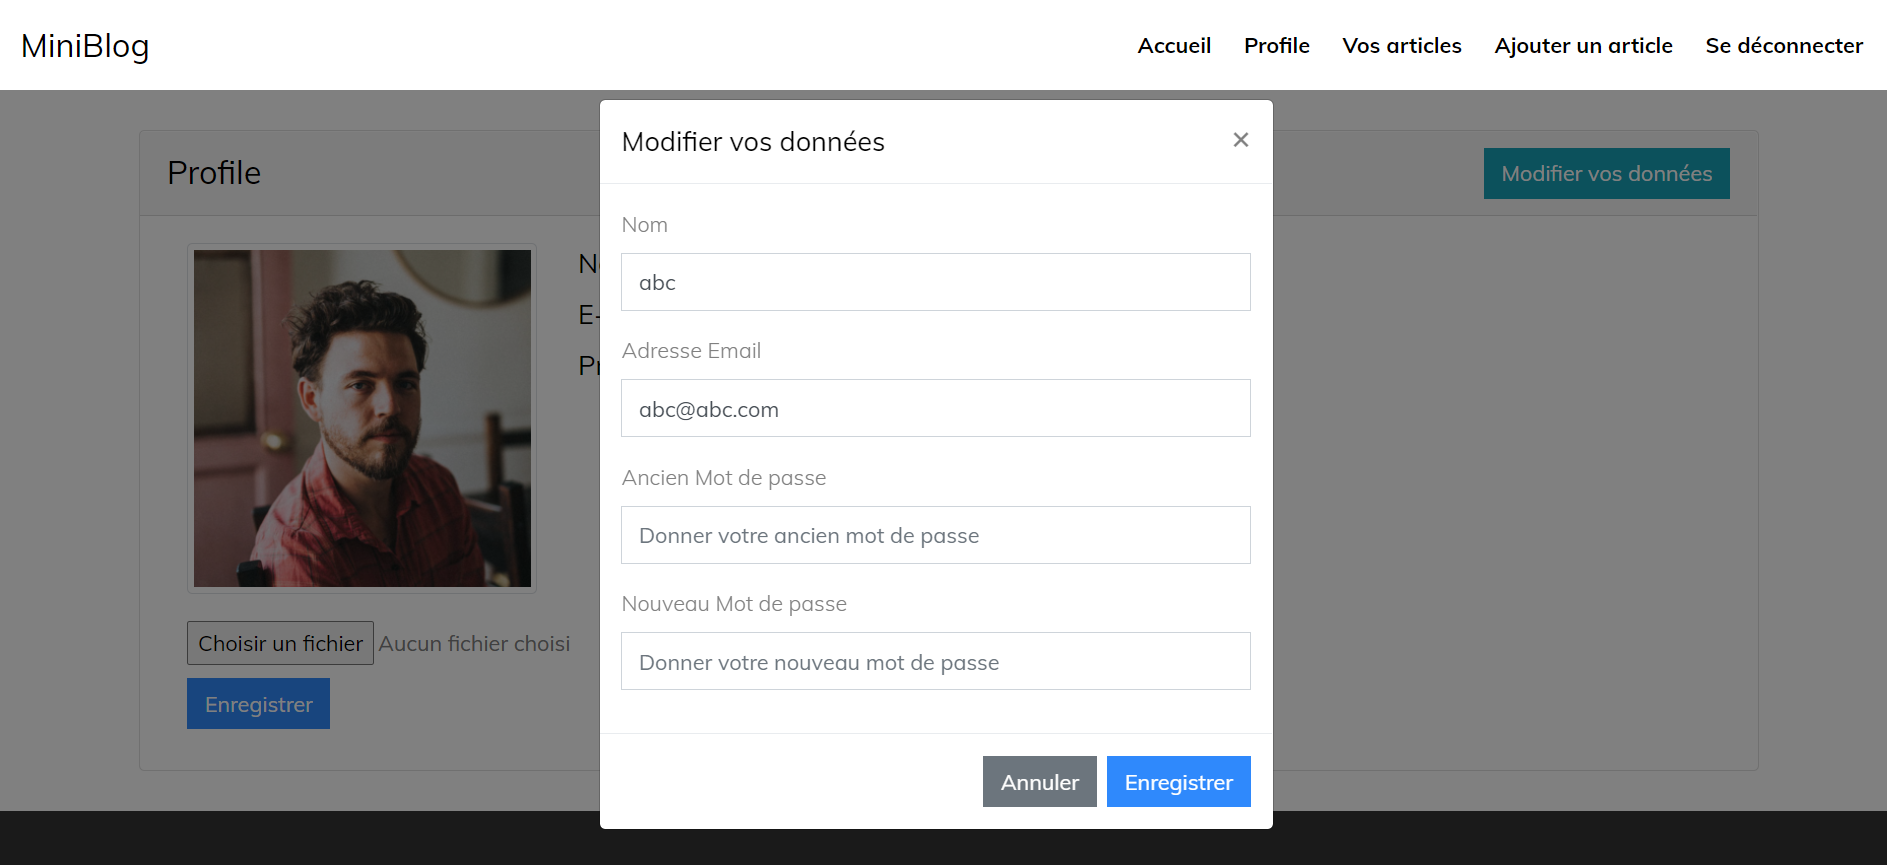 MiniBlog
Accueil Profile Vos articles Ajouter un article Se déconnecter
Modifier vos données ×
Profile
Modifier vos données
Nom
abc
Adresse Email
abc@abc.com
Ancien Mot de passe
Donner votre ancien mot de passe
Nouveau Mot de passe
Donner votre nouveau mot de passe
Choisir un fichier Aucun fichier choisi
Enregistrer
Annuler Enregistrer